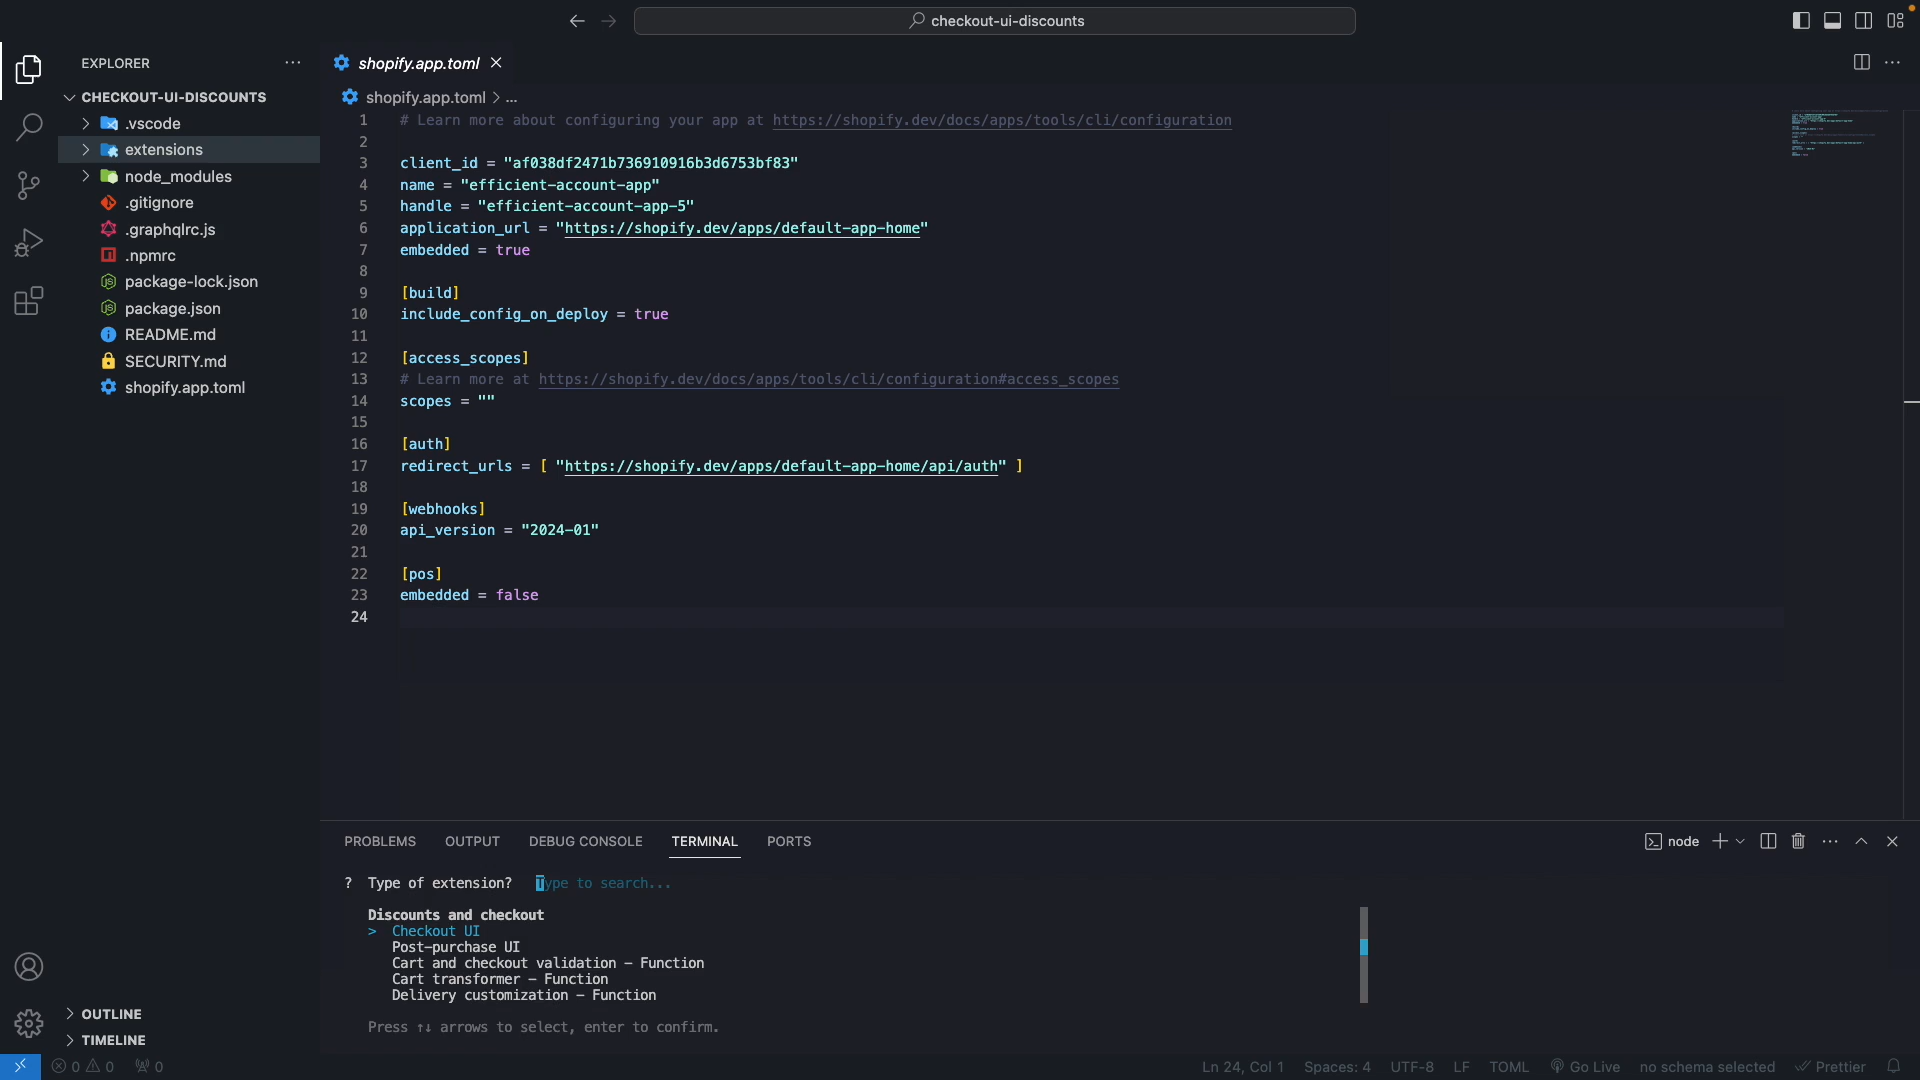 checkout-ui-discounts
EXPLORER
CHECKOUT-UI-DISCOUNTS
.vscode
extensions
node_modules
.gitignore
.graphqlrc.js
.npmrc
package-lock.json
package.json
README.md
SECURITY.md
shopify.app.toml
OUTLINE
TIMELINE
shopify.app.toml
shopify.app.toml > ...
1 # Learn more about configuring your app at https://shopify.dev/docs/apps/tools/cli/configuration
2
3 client_id = "af038df2471b736910916b3d6753bf83"
4 name = "efficient-account-app"
5 handle = "efficient-account-app-5"
6 application_url = "https://shopify.dev/apps/default-app-home"
7 embedded = true
8
9 [build]
10 include_config_on_deploy = true
11
12 [access_scopes]
13 # Learn more at https://shopify.dev/docs/apps/tools/cli/configuration#access_scopes
14 scopes = ""
15
16 [auth]
17 redirect_urls = [ "https://shopify.dev/apps/default-app-home/api/auth" ]
18
19 [webhooks]
20 api_version = "2024-01"
21
22 [pos]
23 embedded = false
24
PROBLEMS OUTPUT DEBUG CONSOLE TERMINAL PORTS
node
? Type of extension? Type to search...
Discounts and checkout
> Checkout UI
Post-purchase UI
Cart and checkout validation - Function
Cart transformer - Function
Delivery customization - Function
Press ↑↓ arrows to select, enter to confirm.
0 0 0
Ln 24, Col 1 Spaces: 4 UTF-8 LF TOML Go Live no schema selected Prettier